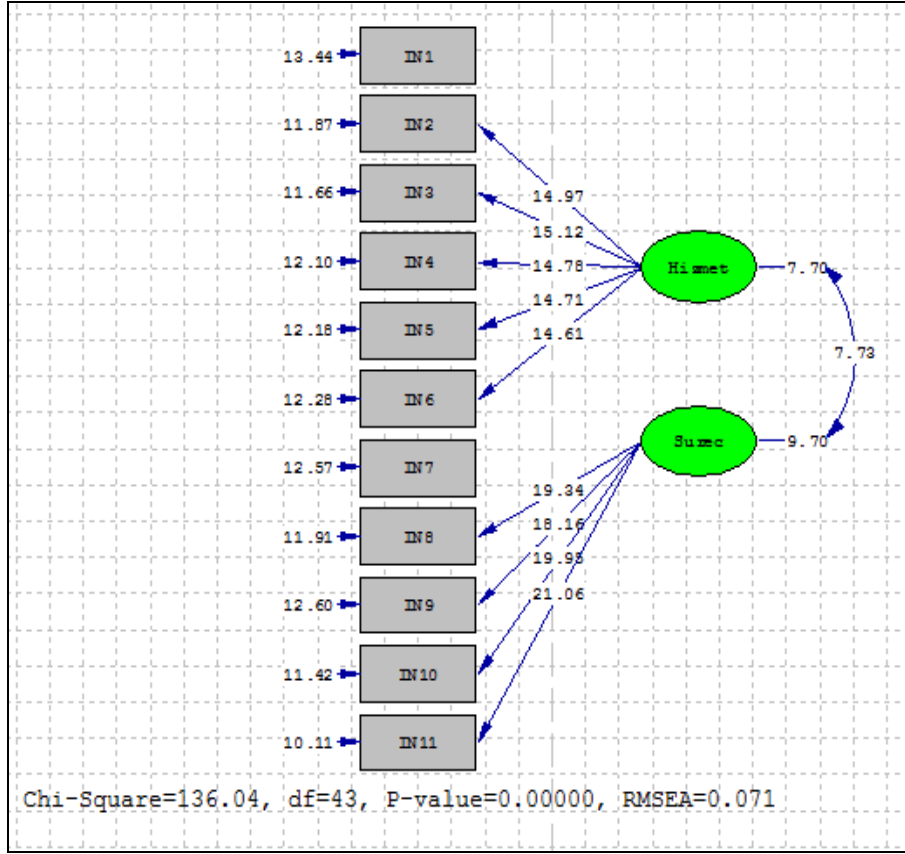 13.44 IN1
11.87 IN2
11.66 IN3
12.10 IN4
12.18 IN5
12.28 IN6
12.57 IN7
11.91 IN8
12.60 IN9
11.42 IN10
10.11 IN11
14.97
15.12
14.78
14.71
14.61
Hizmet 7.70
7.73
Surec 9.70
19.34
18.16
19.95
21.06
Chi-Square=136.04, df=43, P-value=0.00000, RMSEA=0.071